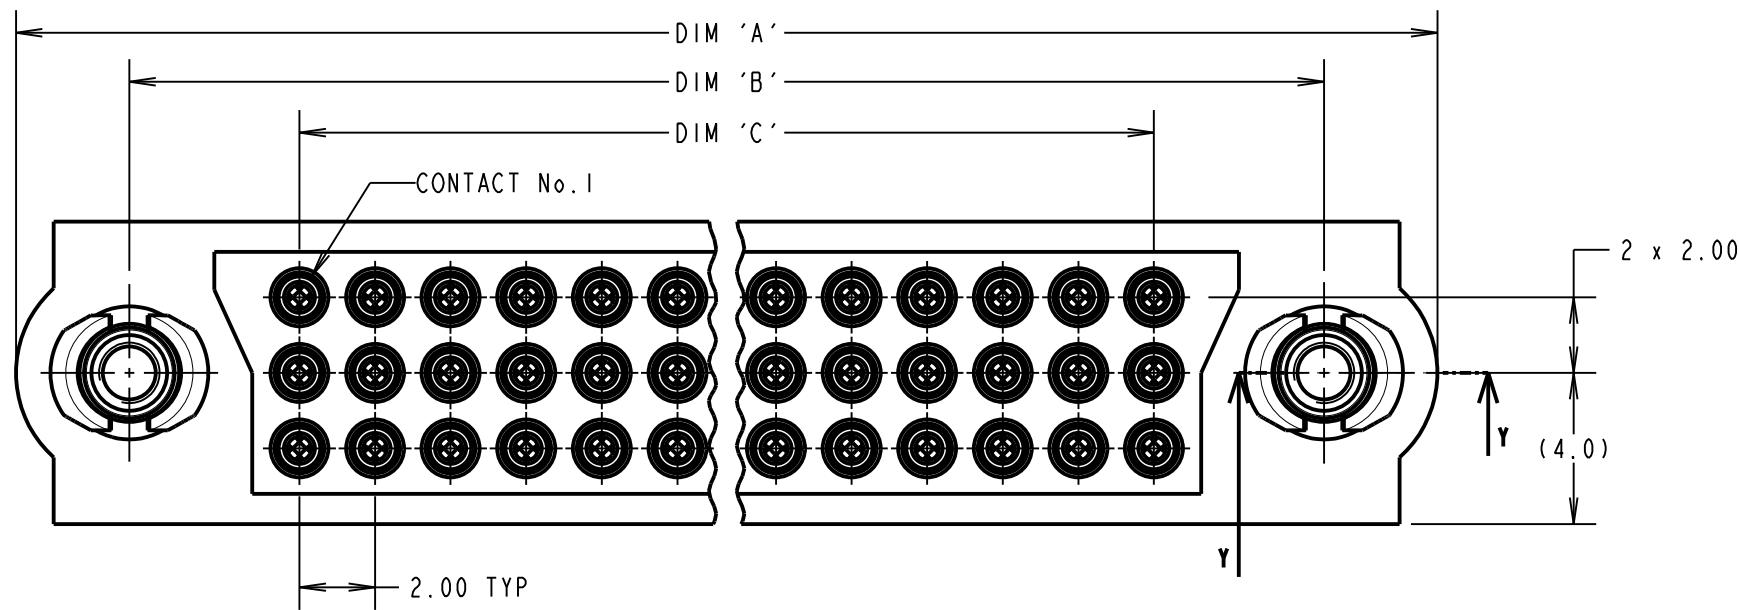 DIM 'A'
DIM 'B'
DIM 'C'
CONTACT No.1
2 x 2.00
Y
(4.0)
Y
2.00 TYP